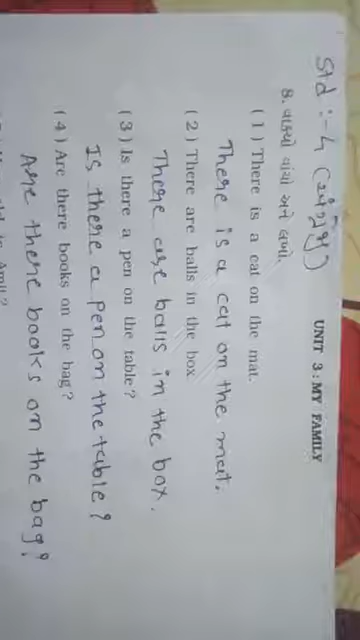 Std :- 4 (અંગ્રેજી)
UNIT 3 : MY FAMILY
8. વાક્યો વાંચો અને લખો.
(1) There is a cat on the mat.
There is a cat on the mat.
(2) There are balls in the box
There are balls in the box.
(3) Is there a pen on the table?
Is there a pen on the table?
(4) Are there books on the bag?
Are there books on the bag?